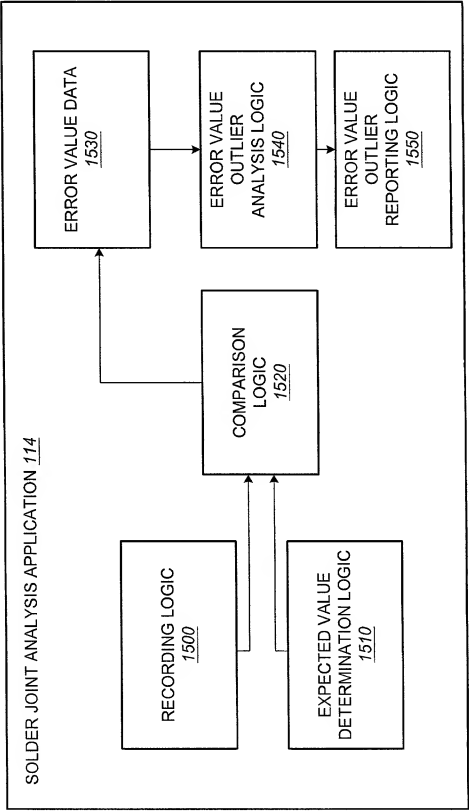 SOLDER JOINT ANALYSIS APPLICATION 114
RECORDING LOGIC
1500
EXPECTED VALUE
DETERMINATION LOGIC
1510
COMPARISON
LOGIC
1520
ERROR VALUE DATA
1530
ERROR VALUE
OUTLIER
ANALYSIS LOGIC
1540
ERROR VALUE
OUTLIER
REPORTING LOGIC
1550